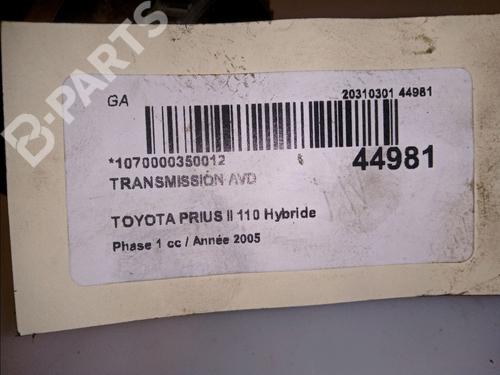 B-PARTS
GA
20310301 44981
*1070000350012
44981
TRANSMISSION AVD
TOYOTA PRIUS II 110 Hybride
Phase 1 cc / Année 2005